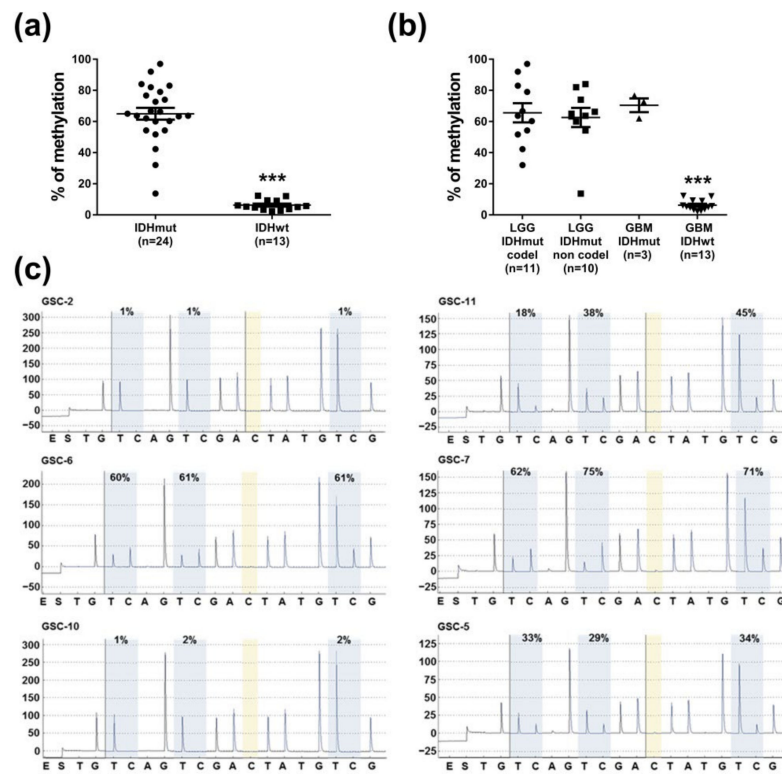 (a)
% of methylation
100
80
60
40
20
0
***
IDHmut
(n=24)
IDHwt
(n=13)
(b)
% of methylation
100
80
60
40
20
0
***
LGG
IDHmut
codel
(n=11)
LGG
IDHmut
non codel
(n=10)
GBM
IDHmut
(n=3)
GBM
IDHwt
(n=13)
(c)
GSC-2
1% 1% 1%
300
250
200
150
100
50
0
−50
E S T G T C A G T C G A C T A T G T C G
GSC-11
18% 38% 45%
150
125
100
75
50
25
0
−25
E S T G T C A G T C G A C T A T G T C G
GSC-6
60% 61% 61%
200
150
100
50
0
−50
E S T G T C A G T C G A C T A T G T C G
GSC-7
62% 75% 71%
150
125
100
75
50
25
0
−25
E S T G T C A G T C G A C T A T G T C G
GSC-10
1% 2% 2%
300
250
200
150
100
50
0
E S T G T C A G T C G A C T A T G T C G
GSC-5
33% 29% 34%
125
100
75
50
25
0
−25
E S T G T C A G T C G A C T A T G T C G